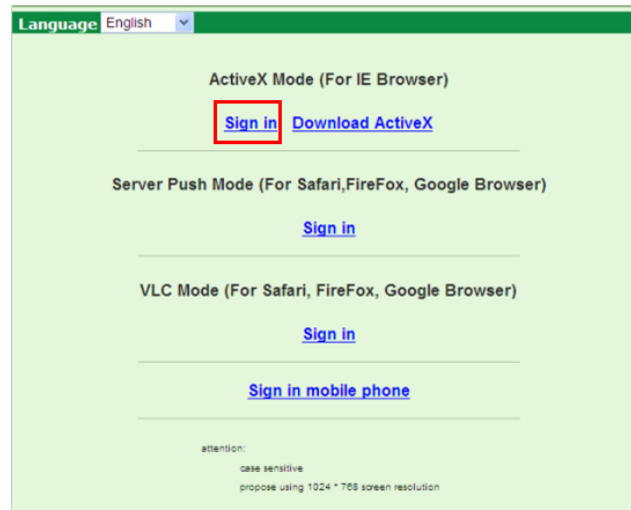 Language English
ActiveX Mode (For IE Browser)
Sign in Download ActiveX
Server Push Mode (For Safari,FireFox, Google Browser)
Sign in
VLC Mode (For Safari, FireFox, Google Browser)
Sign in
Sign in mobile phone
attention:
case sensitive
propose using 1024 * 768 screen resolution